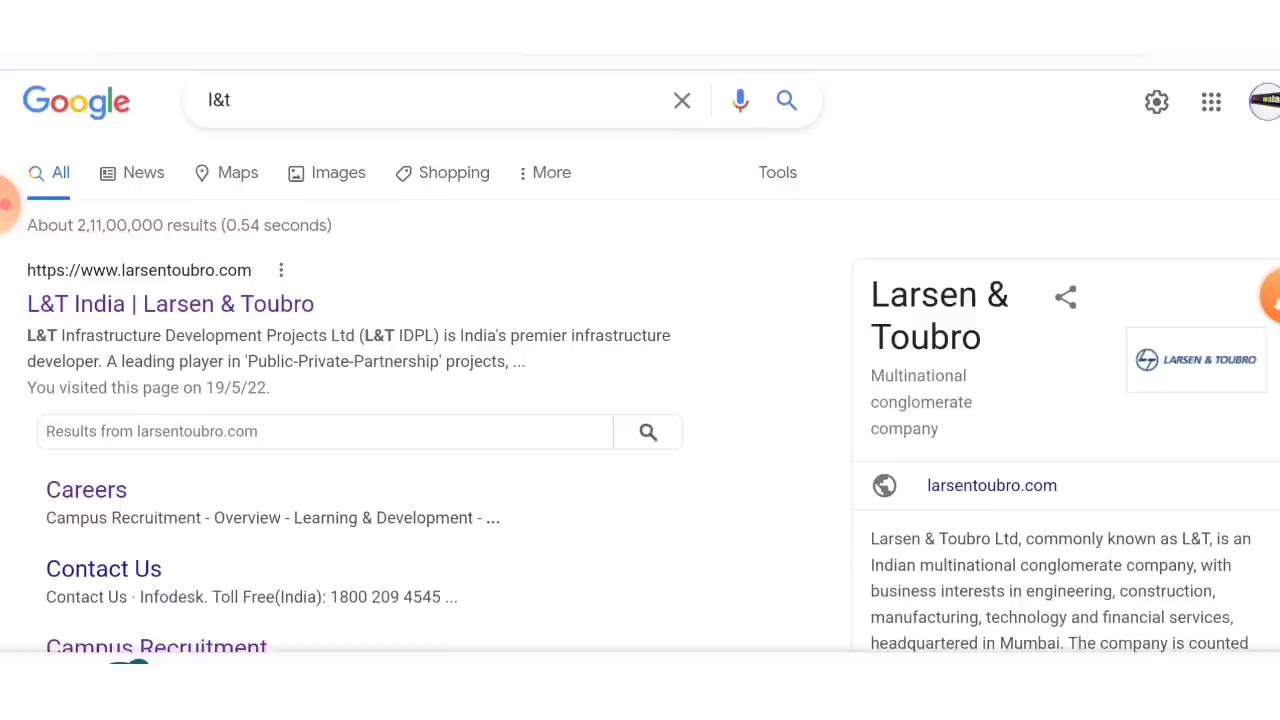 Google
l&t
All News Maps Images Shopping More Tools
About 2,11,00,000 results (0.54 seconds)
https://www.larsentoubro.com
L&T India | Larsen & Toubro
L&T Infrastructure Development Projects Ltd (L&T IDPL) is India's premier infrastructure
developer. A leading player in 'Public-Private-Partnership' projects, ...
You visited this page on 19/5/22.
Results from larsentoubro.com
Careers
Campus Recruitment - Overview - Learning & Development - ...
Contact Us
Contact Us · Infodesk. Toll Free(India): 1800 209 4545 ...
Campus Recruitment
Larsen &
Toubro
Multinational
conglomerate
company
LARSEN & TOUBRO
larsentoubro.com
Larsen & Toubro Ltd, commonly known as L&T, is an
Indian multinational conglomerate company, with
business interests in engineering, construction,
manufacturing, technology and financial services,
headquartered in Mumbai. The company is counted